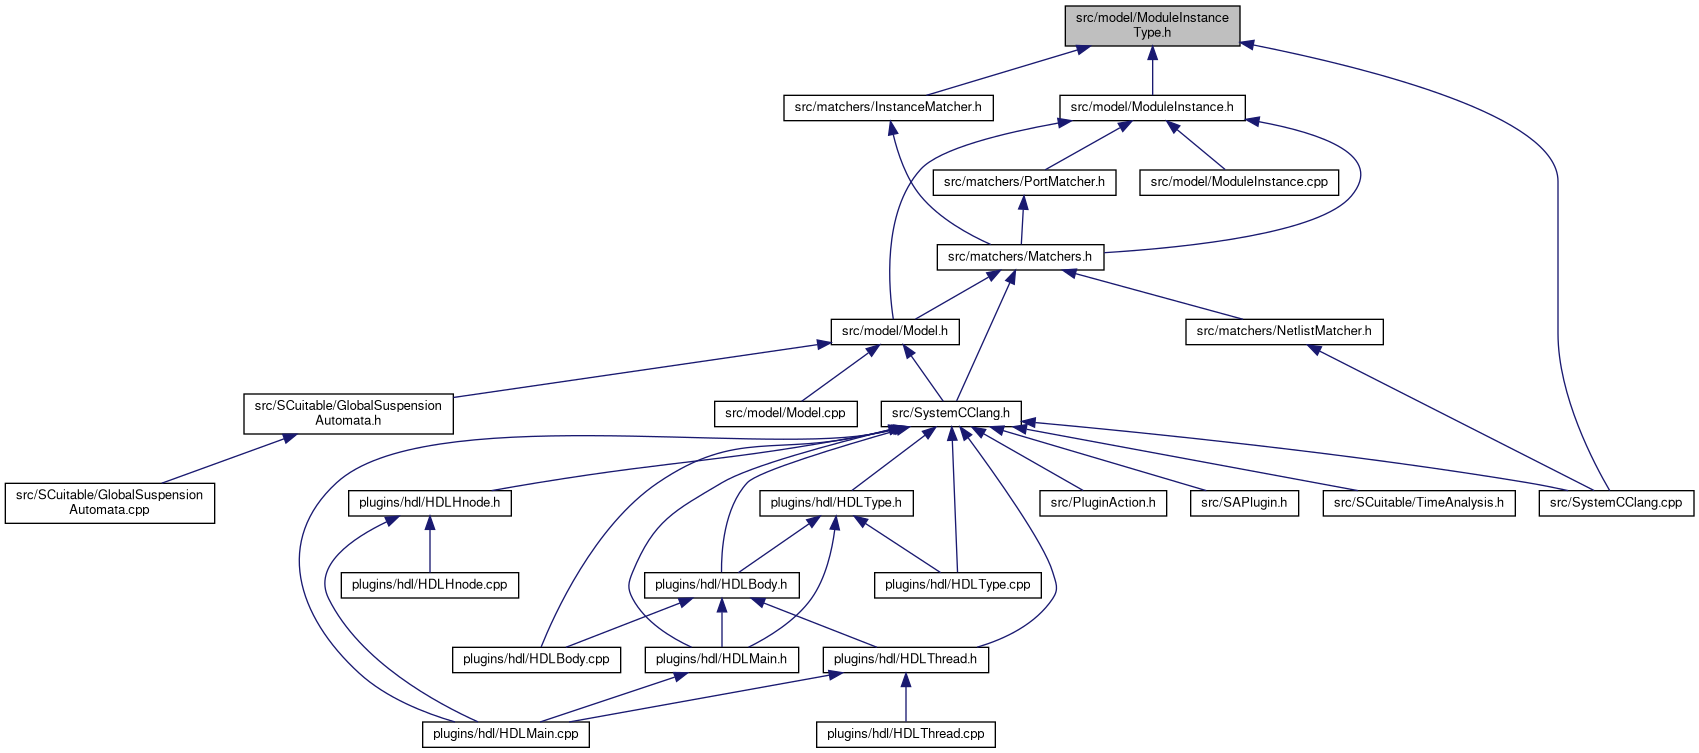 src/model/ModuleInstance
Type.h
src/matchers/InstanceMatcher.h
src/model/ModuleInstance.h
src/matchers/PortMatcher.h
src/model/ModuleInstance.cpp
src/matchers/Matchers.h
src/model/Model.h
src/matchers/NetlistMatcher.h
src/SCuitable/GlobalSuspension
Automata.h
src/model/Model.cpp
src/SystemCClang.h
src/SCuitable/GlobalSuspension
Automata.cpp
plugins/hdl/HDLHnode.h
plugins/hdl/HDLType.h
src/PluginAction.h
src/SAPlugin.h
src/SCuitable/TimeAnalysis.h
src/SystemCClang.cpp
plugins/hdl/HDLHnode.cpp
plugins/hdl/HDLBody.h
plugins/hdl/HDLType.cpp
plugins/hdl/HDLBody.cpp
plugins/hdl/HDLMain.h
plugins/hdl/HDLThread.h
plugins/hdl/HDLMain.cpp
plugins/hdl/HDLThread.cpp